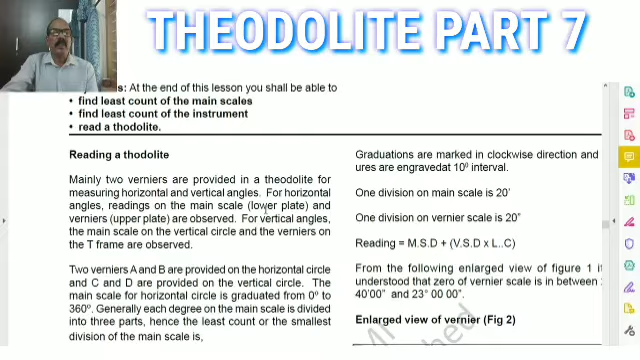 THEODOLITE PART 7
At the end of this lesson you shall be able to
• find least count of the main scales
• find least count of the instrument
• read a thodolite.
Reading a thodolite
Mainly two verniers are provided in a theodolite for
measuring horizontal and vertical angles. For horizontal
angles, readings on the main scale (lower plate) and
verniers (upper plate) are observed. For vertical angles,
the main scale on the vertical circle and the verniers on
the T frame are observed.
Two verniers A and B are provided on the horizontal circle
and C and D are provided on the vertical circle. The
main scale for horizontal circle is graduated from 0° to
360°. Generally each degree on the main scale is divided
into three parts, hence the least count or the smallest
division of the main scale is,
Graduations are marked in clockwise direction and
ures are engravedat 10° interval.
One division on main scale is 20'
One division on vernier scale is 20"
Reading = M.S.D + (V.S.D x L..C)
From the following enlarged view of figure 1 i
understood that zero of vernier scale is in between
40'00" and 23° 00' 00".
Enlarged view of vernier (Fig 2)